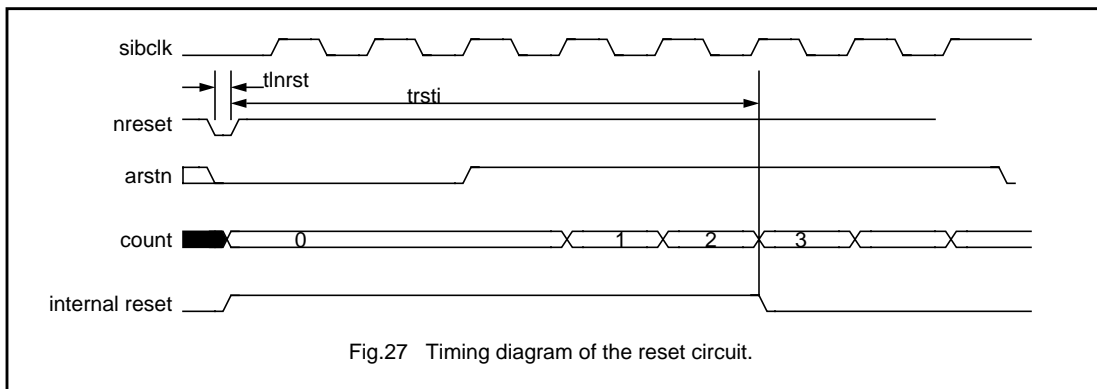 sibclk
tlnrst
trsti
nreset
arstn
count
0
1
2
3
internal reset
Fig.27 Timing diagram of the reset circuit.